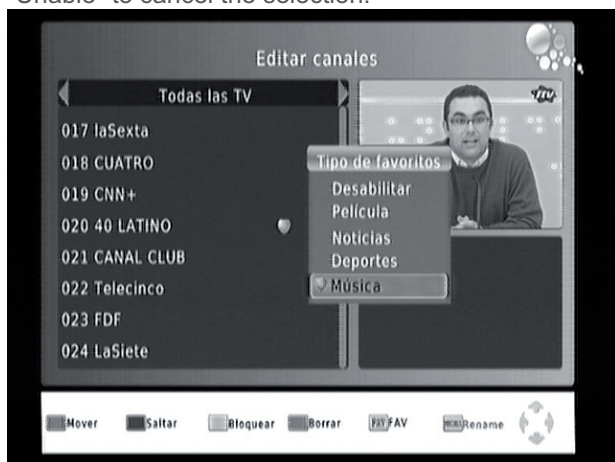 "Unable" to cancel the selection.
Editar canales
Todas las TV
017 laSexta
018 CUATRO
019 CNN+
020 40 LATINO
021 CANAL CLUB
022 Telecinco
023 FDF
024 LaSiete
Tipo de favoritos
Desabilitar
Película
Noticias
Deportes
Música
Mover
Saltar
Bloquear
Borrar
FAV FAV
MENU Rename